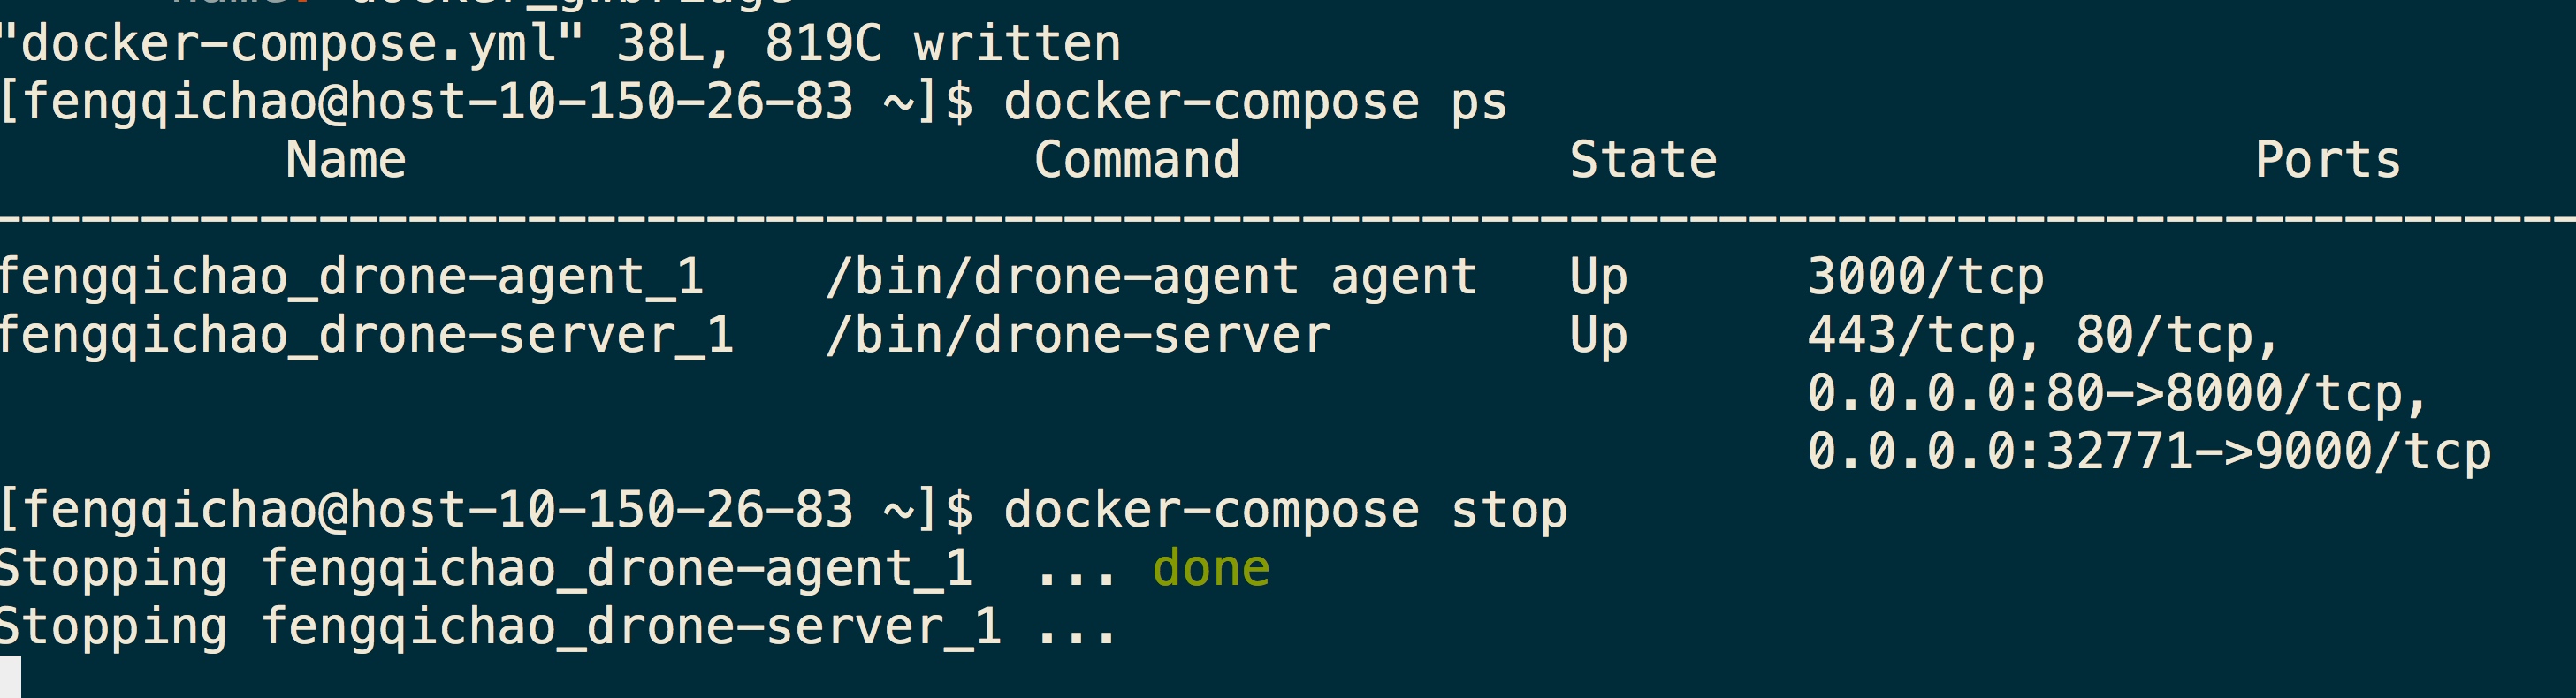 "docker-compose.yml" 38L, 819C written
[fengqichao@host-10-150-26-83 ~]$ docker-compose ps
Name Command State Ports
--------------------------------------------------------------------------------------
fengqichao_drone-agent_1 /bin/drone-agent agent Up 3000/tcp
fengqichao_drone-server_1 /bin/drone-server Up 443/tcp, 80/tcp,
0.0.0.0:80->8000/tcp,
0.0.0.0:32771->9000/tcp
[fengqichao@host-10-150-26-83 ~]$ docker-compose stop
Stopping fengqichao_drone-agent_1 ... done
Stopping fengqichao_drone-server_1 ...